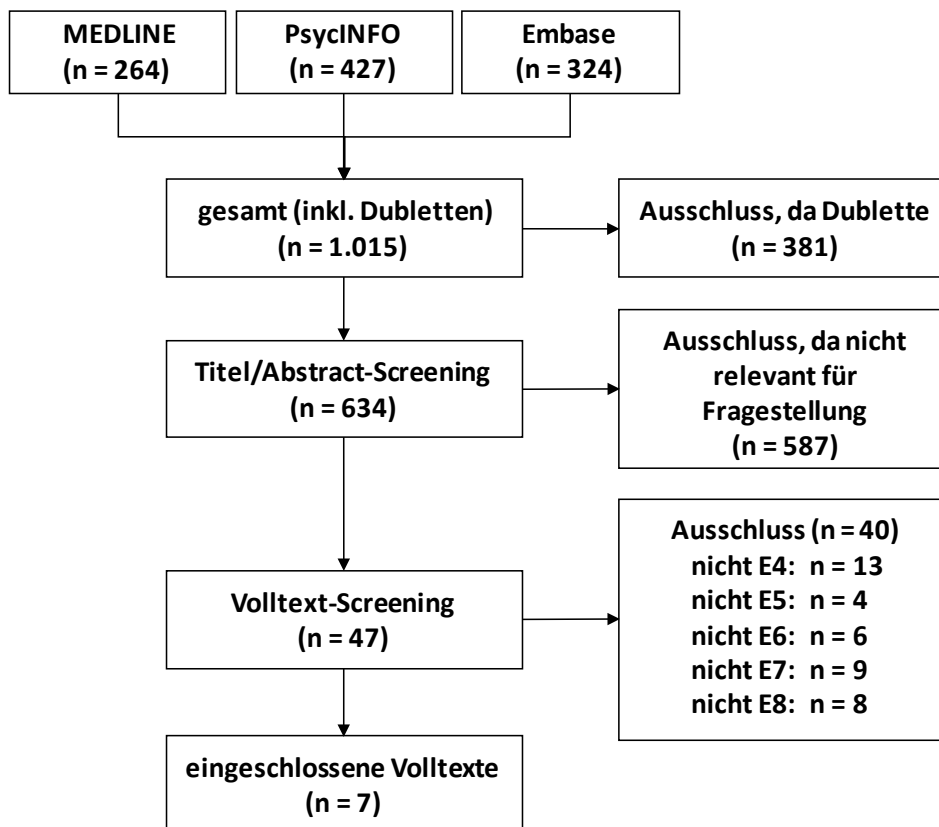 MEDLINE
(n = 264)
PsycINFO
(n = 427)
Embase
(n = 324)
gesamt (inkl. Dubletten)
(n = 1.015)
Ausschluss, da Dublette
(n = 381)
Titel/Abstract-Screening
(n = 634)
Ausschluss, da nicht
relevant für
Fragestellung
(n = 587)
Volltext-Screening
(n = 47)
Ausschluss (n = 40)
nicht E4: n = 13
nicht E5: n = 4
nicht E6: n = 6
nicht E7: n = 9
nicht E8: n = 8
eingeschlossene Volltexte
(n = 7)